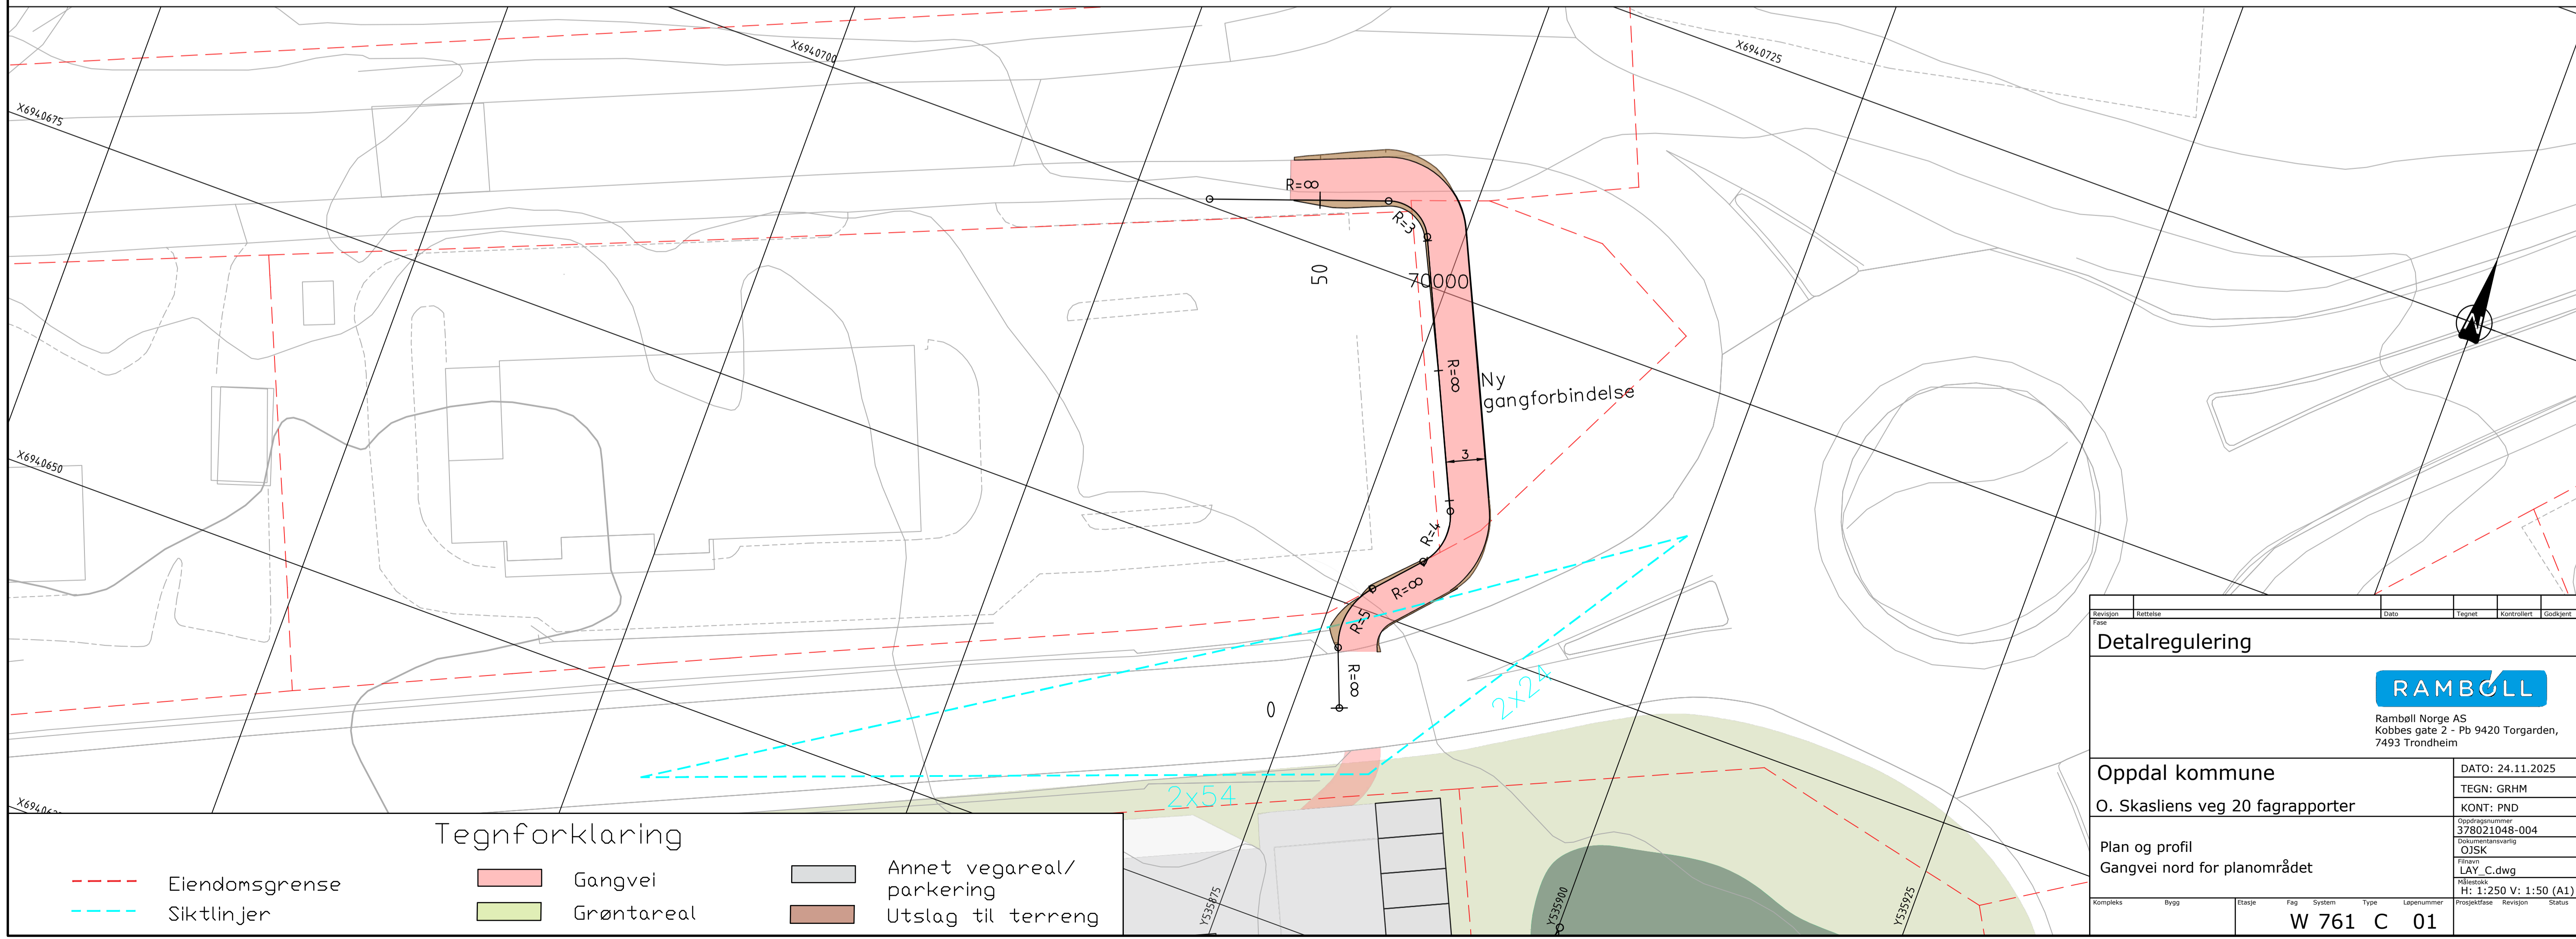 X6940700
X6940725
X6940675
X6940650
R=∞
R=3
50
70000
R=∞
Ny
gangforbindelse
3
R=4
R=∞
R=5
R=∞
0
2x24
2x54
N
Y535875
Y535900
Y535925
Tegnforklaring
Eiendomsgrense
Siktlinjer
Gangvei
Grøntareal
Annet vegareal/
parkering
Utslag til terreng
Revisjon Rettelse Dato Tegnet Kontrollert Godkjent
Fase
Detalregulering
RAMBOLL
Rambøll Norge AS
Kobbes gate 2 - Pb 9420 Torgarden,
7493 Trondheim
Oppdal kommune
O. Skasliens veg 20 fagrapporter
Plan og profil
Gangvei nord for planområdet
DATO: 24.11.2025
TEGN: GRHM
KONT: PND
Oppdragsnummer
378021048-004
Dokumentansvarlig
OJSK
Filnavn
LAY_C.dwg
Målestokk
H: 1:250 V: 1:50 (A1)
Kompleks Bygg Etasje Fag System Type Løpenummer Prosjektfase Revisjon Status
W 761 C 01